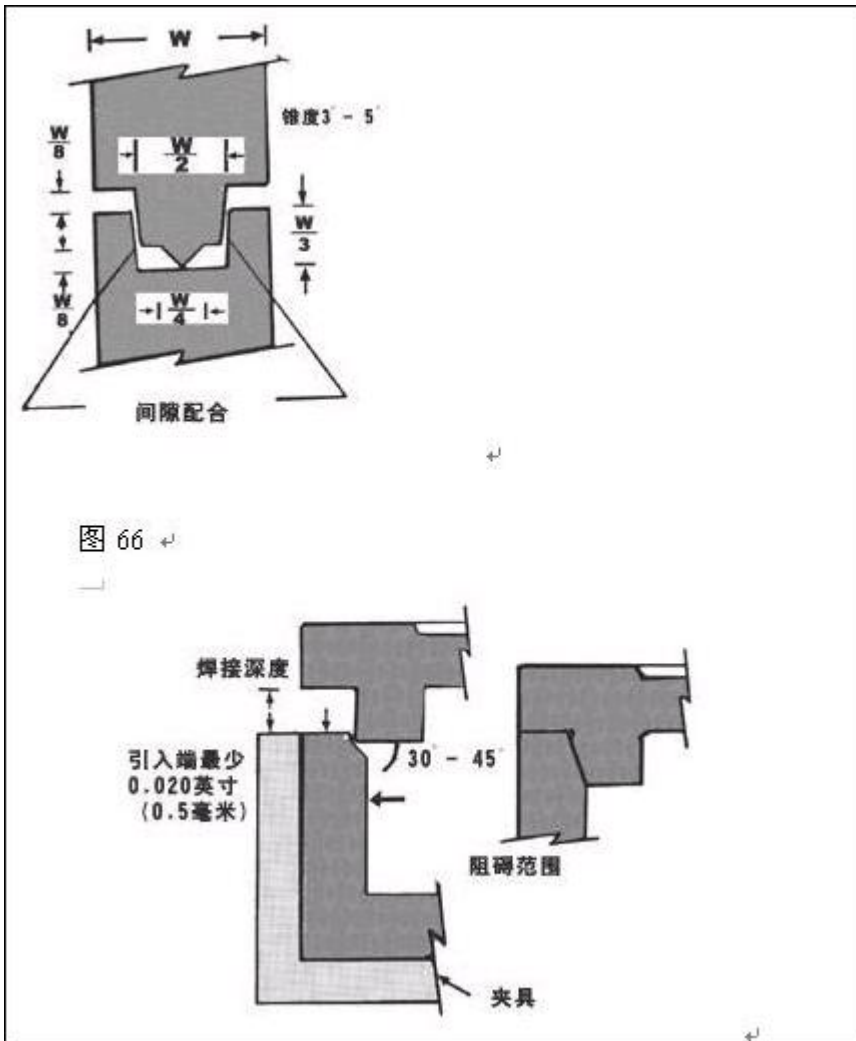 W
锥度3° - 5°
W/8
W/2
W/3
W/8
W/4
间隙配合
图 66
焊接深度
引入端最少
0.020英寸
(0.5毫米)
30° - 45°
阻碍范围
夹具